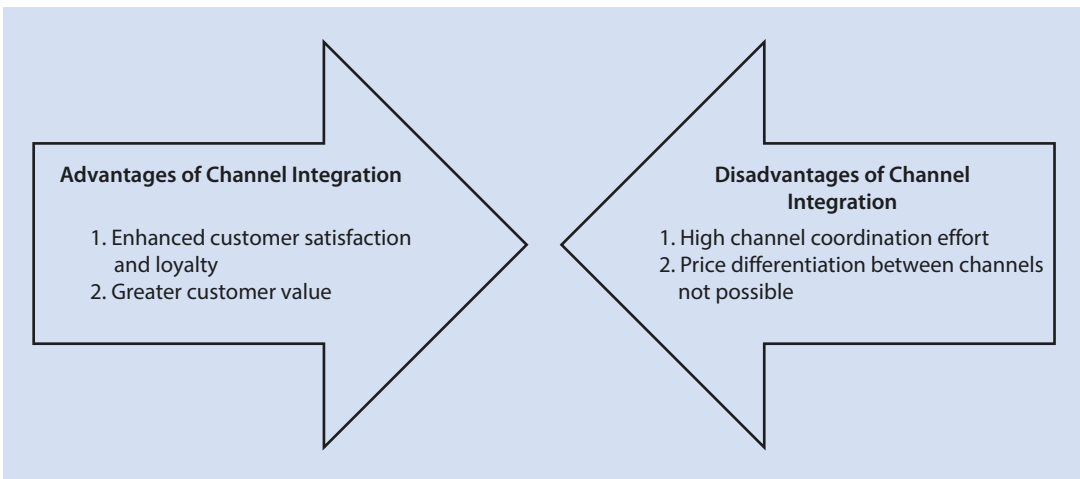 Advantages of Channel Integration
1. Enhanced customer satisfaction
and loyalty
2. Greater customer value
Disadvantages of Channel
Integration
1. High channel coordination effort
2. Price differentiation between channels
not possible